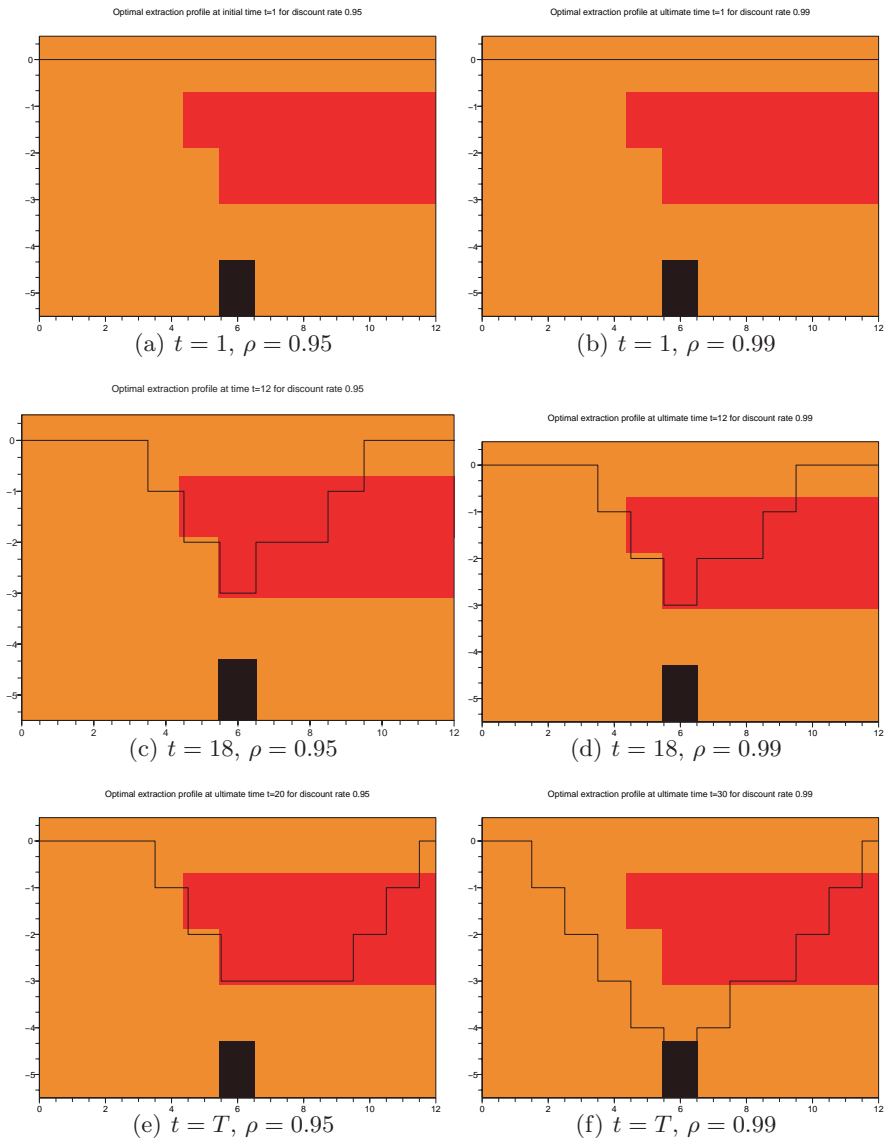 Optimal extraction profile at initial time t=1 for discount rate 0.95
0
−1
−2
−3
−4
−5
0 2 4 6 8 10 12
(a) t = 1, ρ = 0.95
Optimal extraction profile at ultimate time t=1 for discount rate 0.99
0
−1
−2
−3
−4
−5
0 2 4 6 8 10 12
(b) t = 1, ρ = 0.99
Optimal extraction profile at time t=12 for discount rate 0.95
0
−1
−2
−3
−4
−5
0 2 4 6 8 10 12
(c) t = 18, ρ = 0.95
Optimal extraction profile at ultimate time t=12 for discount rate 0.99
0
−1
−2
−3
−4
−5
0 2 4 6 8 10 12
(d) t = 18, ρ = 0.99
Optimal extraction profile at ultimate time t=20 for discount rate 0.95
0
−1
−2
−3
−4
−5
0 2 4 6 8 10 12
(e) t = T, ρ = 0.95
Optimal extraction profile at ultimate time t=30 for discount rate 0.99
0
−1
−2
−3
−4
−5
0 2 4 6 8 10 12
(f) t = T, ρ = 0.99